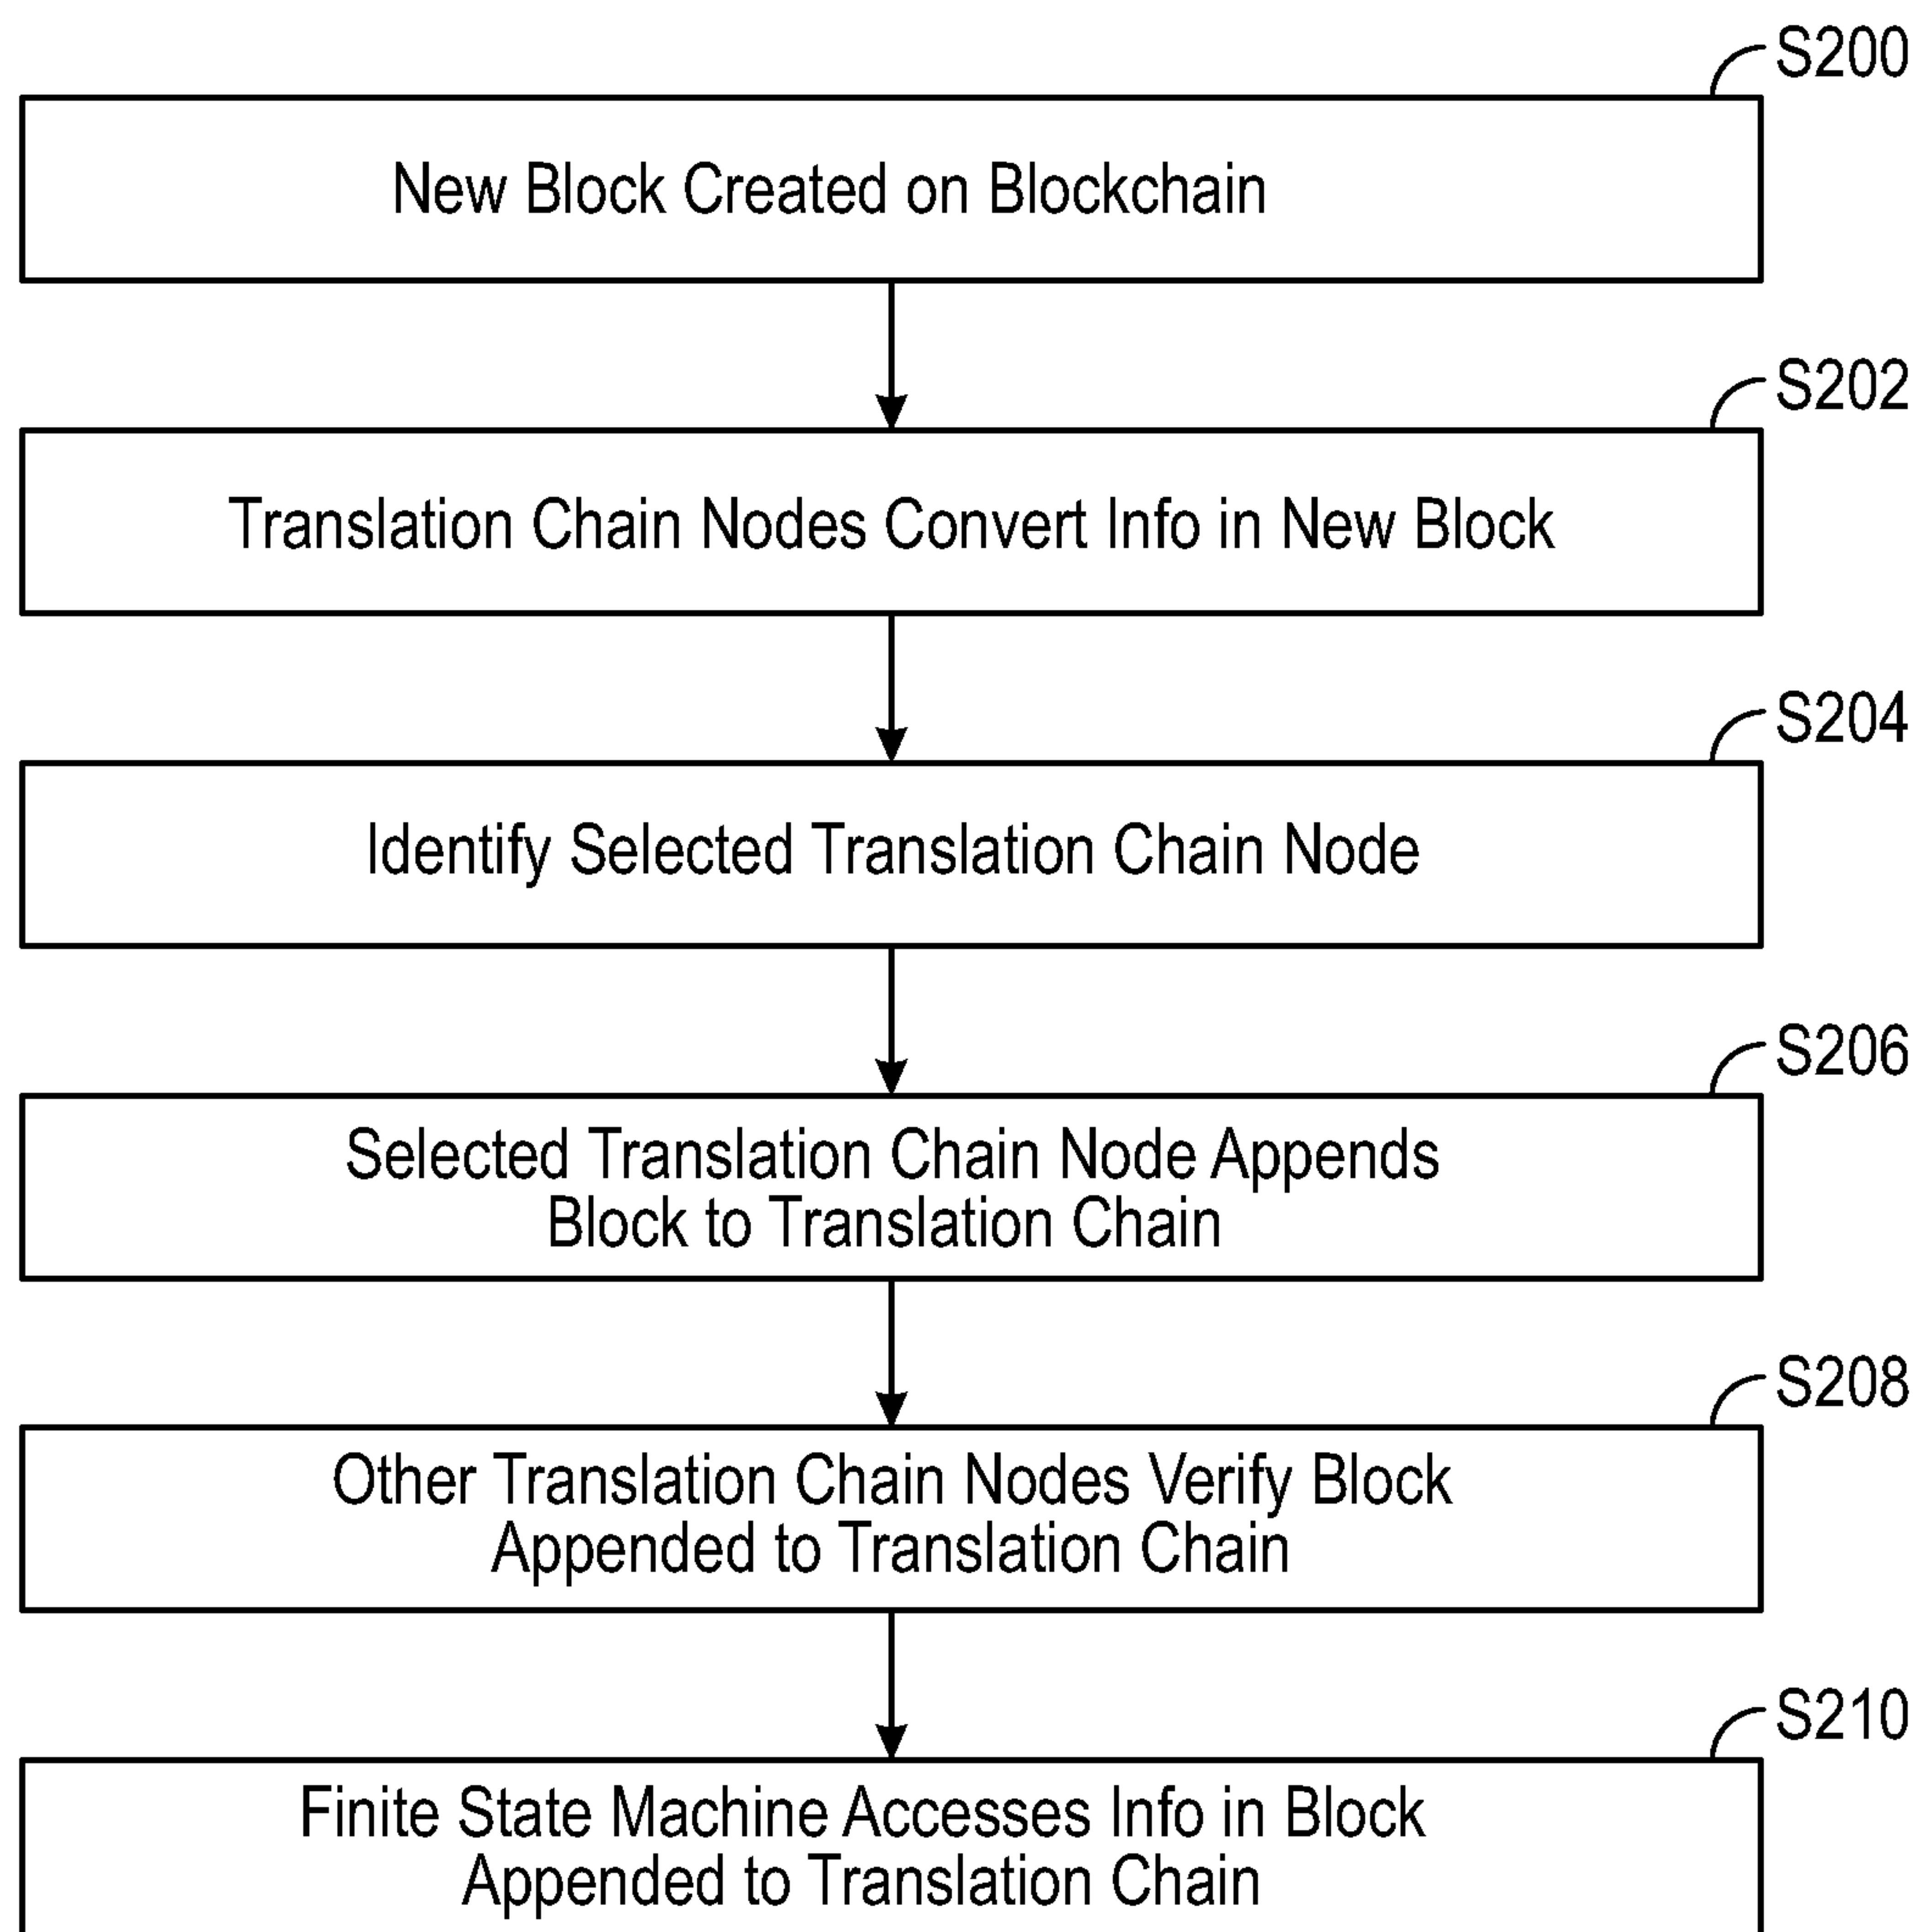 S200
New Block Created on Blockchain
S202
Translation Chain Nodes Convert Info in New Block
S204
Identify Selected Translation Chain Node
S206
Selected Translation Chain Node Appends
Block to Translation Chain
S208
Other Translation Chain Nodes Verify Block
Appended to Translation Chain
S210
Finite State Machine Accesses Info in Block
Appended to Translation Chain